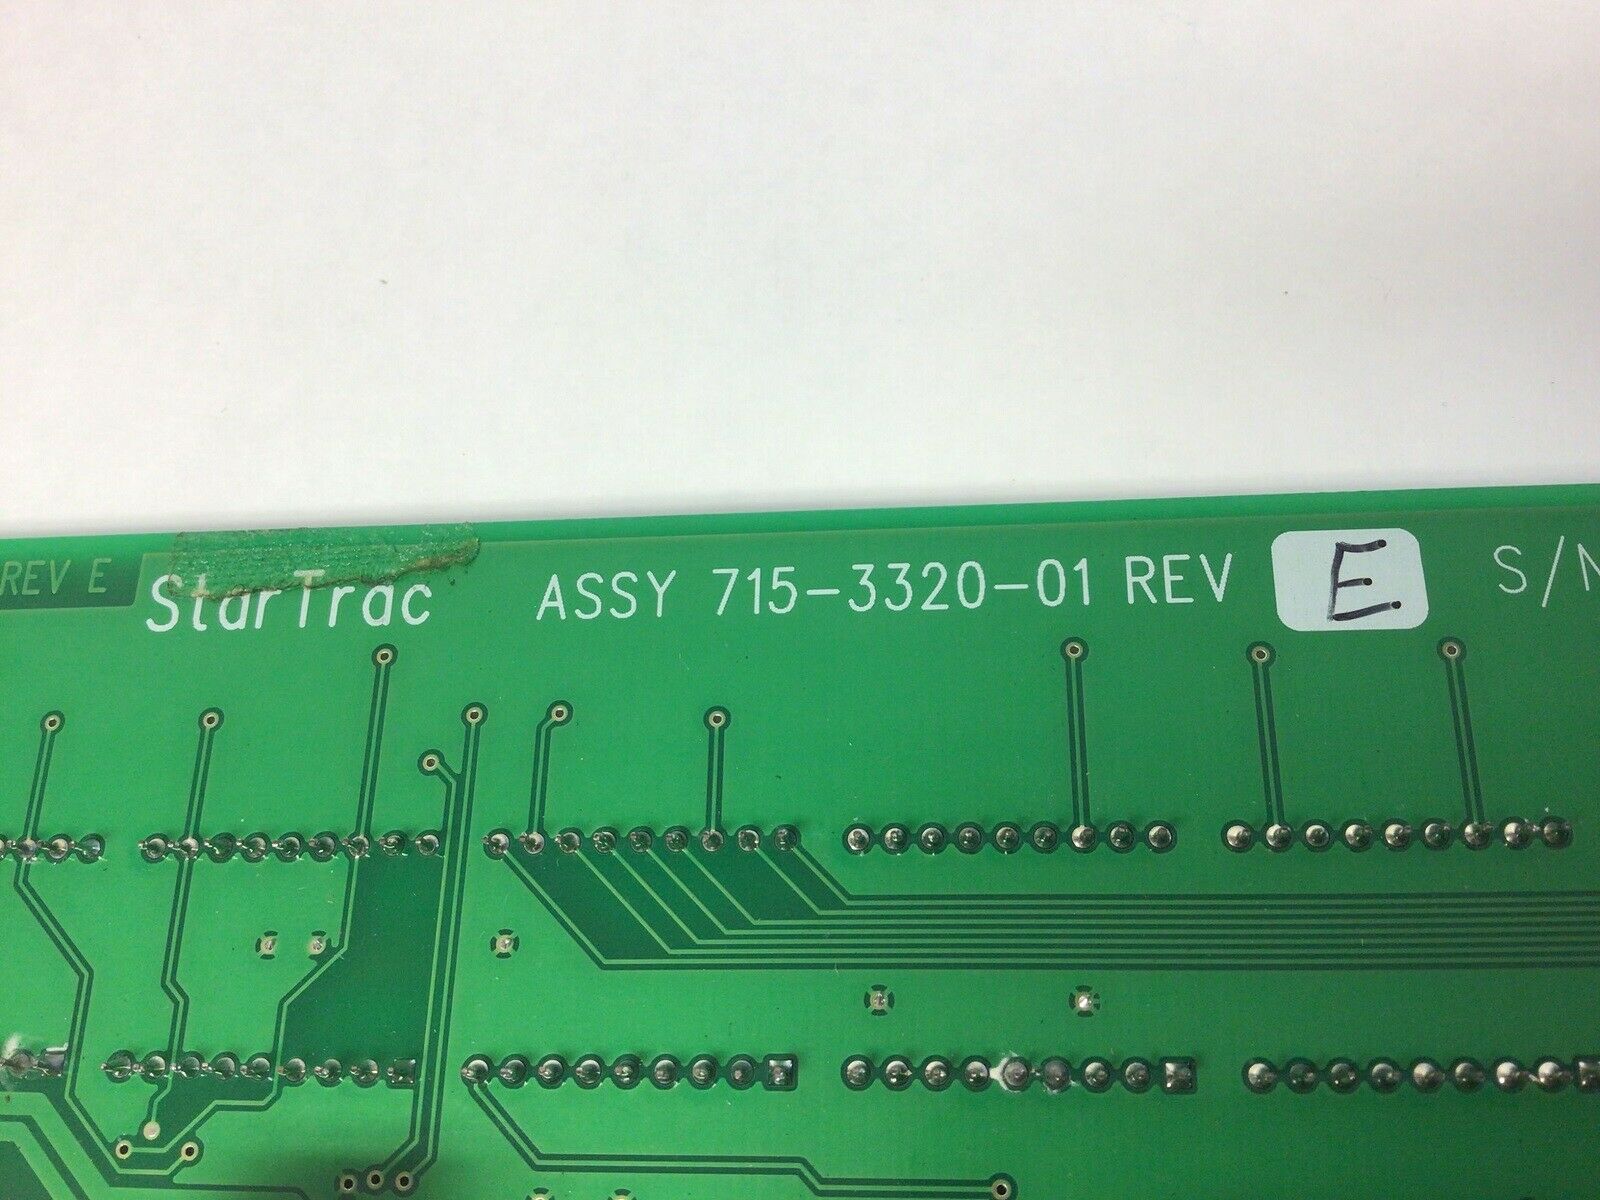 REV E
StarTrac ASSY 715-3320-01 REV E S/N